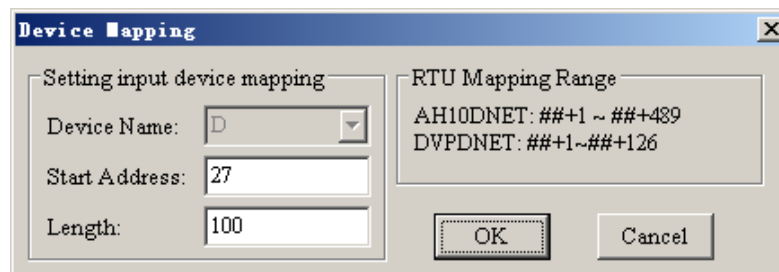 Device Mapping
Setting input device mapping
Device Name: D
Start Address: 27
Length: 100
RTU Mapping Range
AH10DNET: ##+1 ~ ##+489
DVPDNET: ##+1~##+126
OK
Cancel